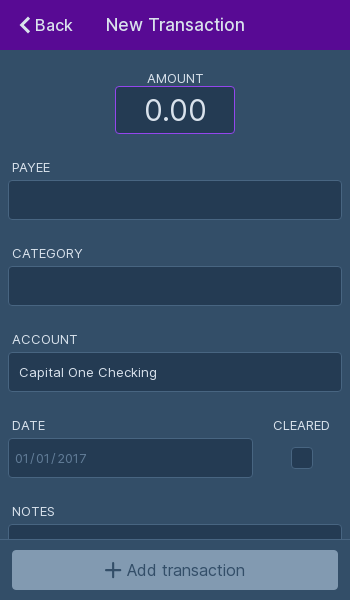 Back New Transaction
AMOUNT
0.00
PAYEE
CATEGORY
ACCOUNT
Capital One Checking
DATE CLEARED
01/01/2017
NOTES
Add transaction